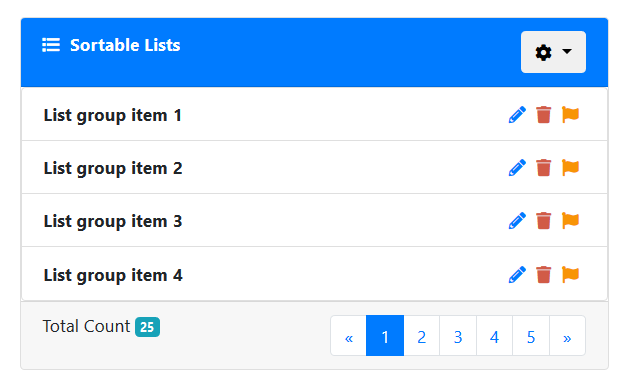 Sortable Lists
List group item 1
List group item 2
List group item 3
List group item 4
Total Count 25
« 1 2 3 4 5 »